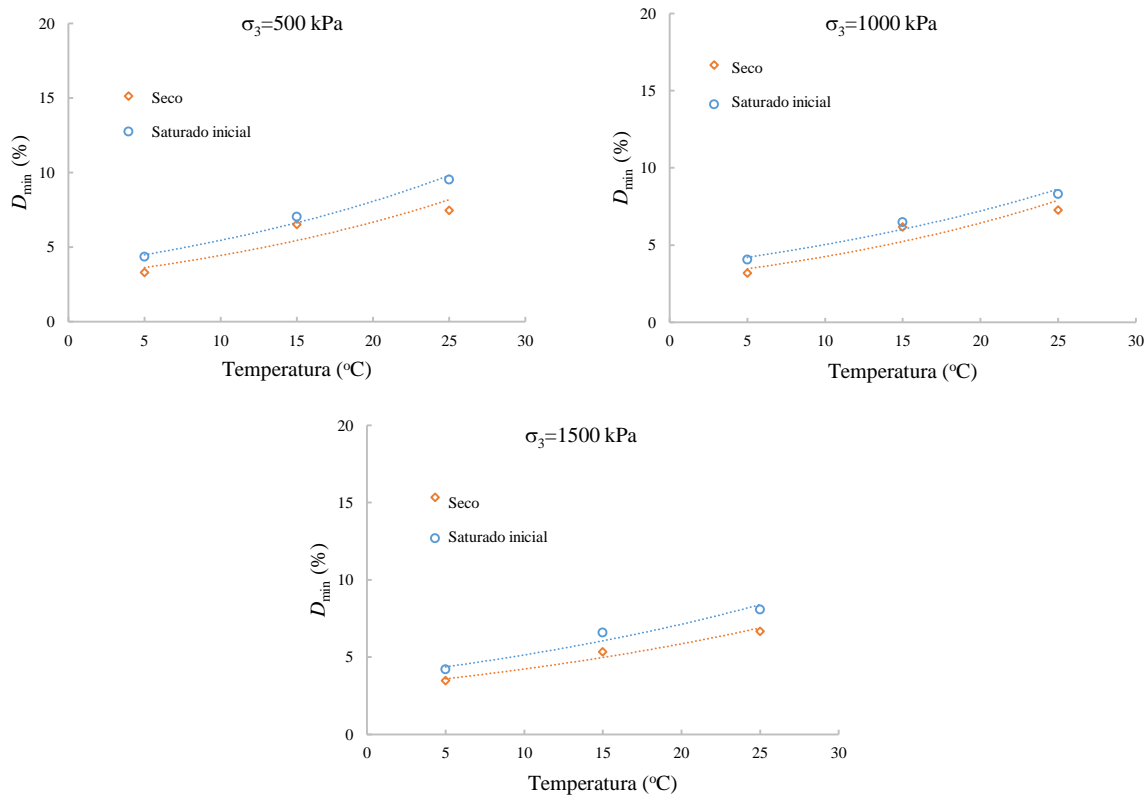 σ3=500 kPa
20
15
10
5
0
Dmin (%)
Seco
Saturado inicial
0 5 10 15 20 25 30
Temperatura (oC)
σ3=1000 kPa
20
15
10
5
0
Dmin (%)
Seco
Saturado inicial
0 5 10 15 20 25 30
Temperatura (oC)
σ3=1500 kPa
20
15
10
5
0
Dmin (%)
Seco
Saturado inicial
0 5 10 15 20 25 30
Temperatura (oC)